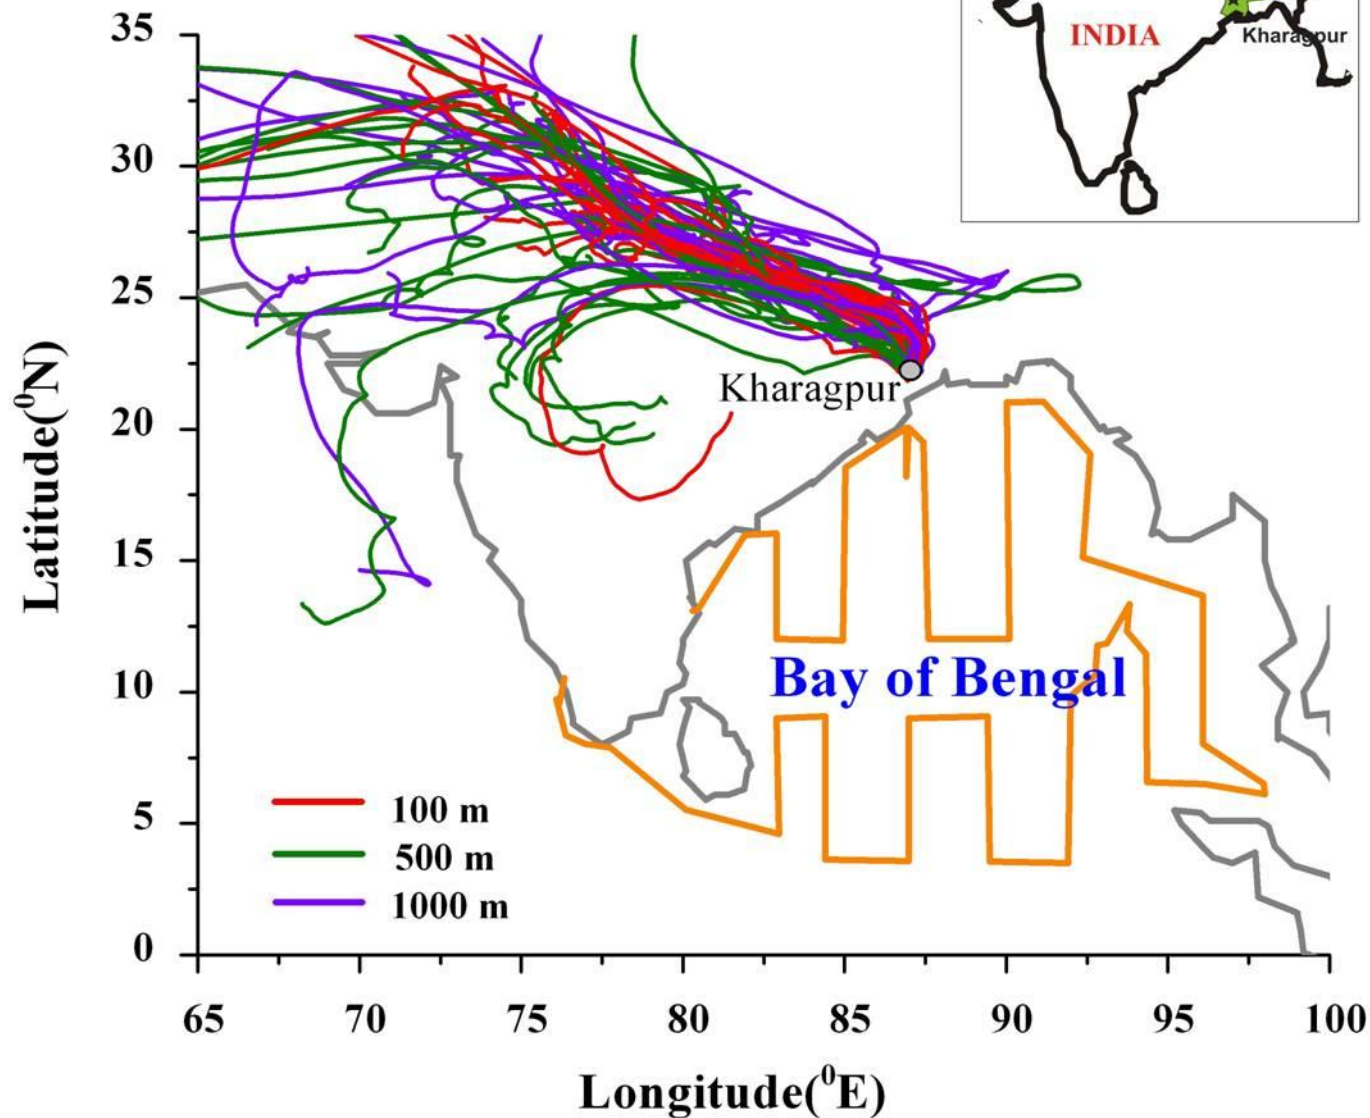 INDIA
Kharagpur
35
30
25
20
15
10
5
0
Latitude(⁰N)
Kharagpur
Bay of Bengal
100 m
500 m
1000 m
65 70 75 80 85 90 95 100
Longitude(⁰E)